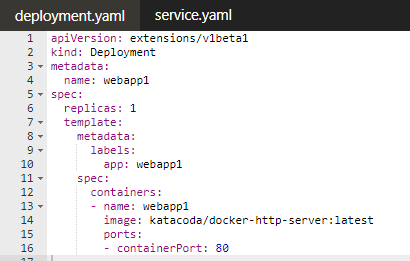 deployment.yaml service.yaml
1 apiVersion: extensions/v1beta1
2 kind: Deployment
3 metadata:
4   name: webapp1
5 spec:
6   replicas: 1
7   template:
8     metadata:
9       labels:
10         app: webapp1
11     spec:
12       containers:
13       - name: webapp1
14         image: katacoda/docker-http-server:latest
15         ports:
16         - containerPort: 80